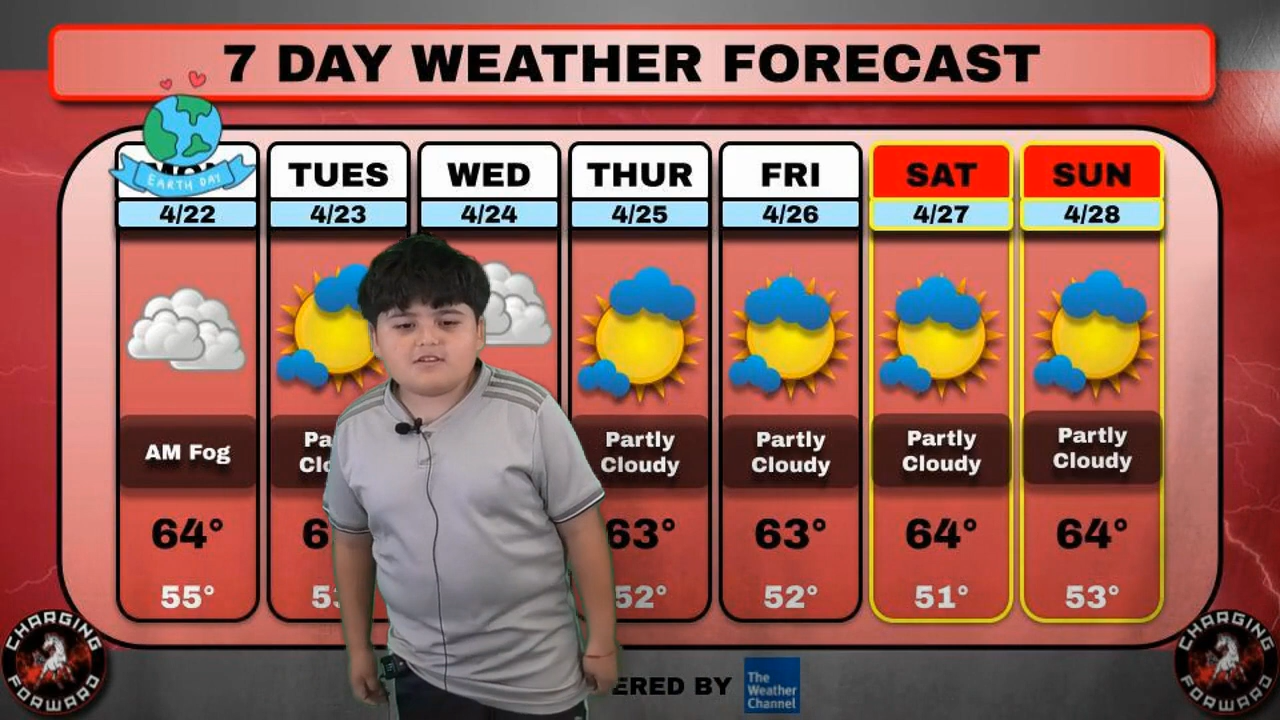 7 DAY WEATHER FORECAST
EARTH DAY
TUES
WED
THUR
FRI
SAT
SUN
4/22
4/23
4/24
4/25
4/26
4/27
4/28
AM Fog
Partly
Cloudy
Partly
Cloudy
Partly
Cloudy
Partly
Cloudy
64°
63°
63°
64°
64°
55°
52°
52°
51°
53°
BY
The
Weather
Channel
CHARGING
FORWARD
CHARGING
FORWARD